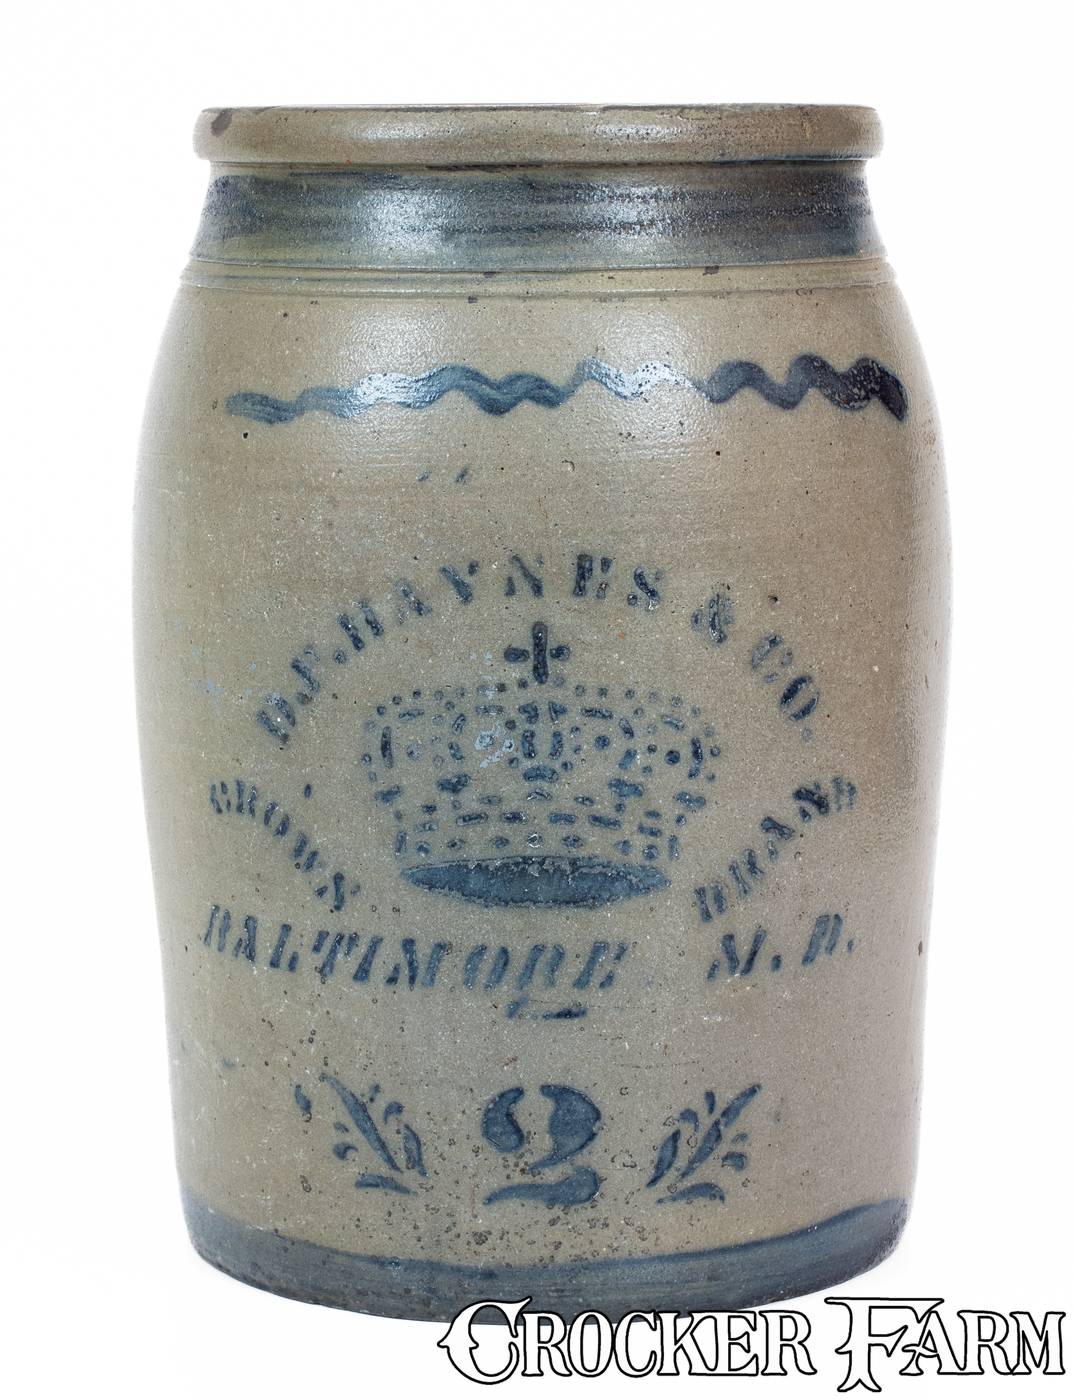 D.F. HAYNES & CO.
CROWN BRAND
BALTIMORE M.D.
2
CROCKER FARM